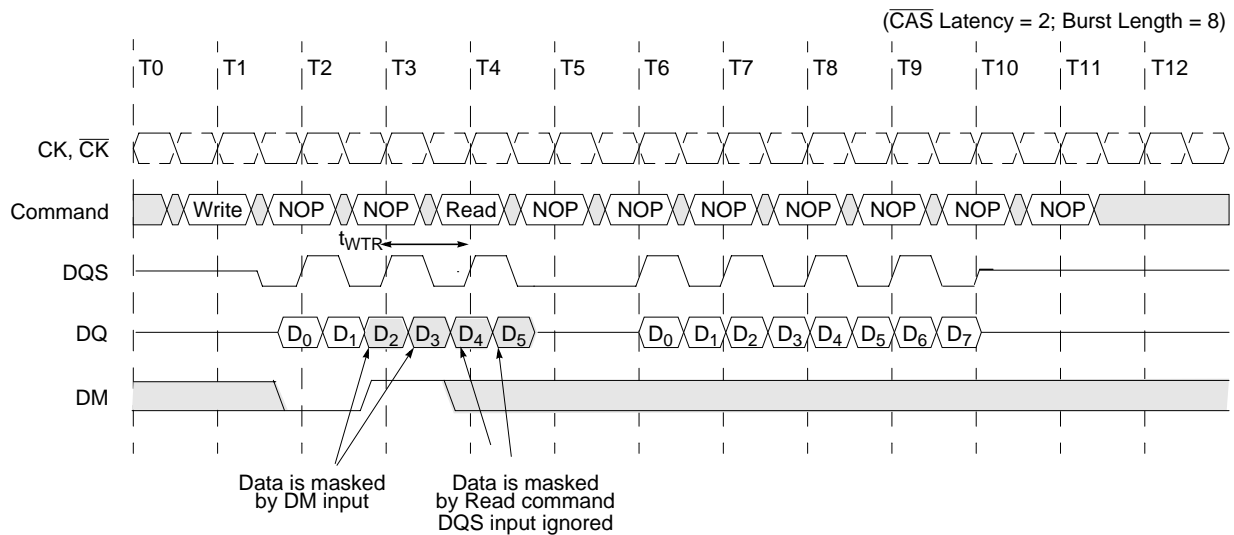 (CAS Latency = 2; Burst Length = 8)
T0 T1 T2 T3 T4 T5 T6 T7 T8 T9 T10 T11 T12
CK, CK
Command Write NOP NOP Read NOP NOP NOP NOP NOP NOP NOP
tWTR
DQS
DQ D0 D1 D2 D3 D4 D5 D0 D1 D2 D3 D4 D5 D6 D7
DM
Data is masked
by DM input
Data is masked
by Read command
DQS input ignored